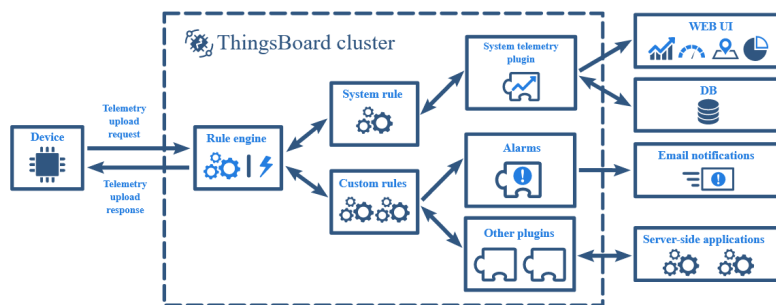 ThingsBoard cluster
WEB UI
System telemetry
plugin
System rule
DB
Telemetry
upload
request
Device
Rule engine
Alarms
Email notifications
Telemetry
upload
response
Custom rules
Other plugins
Server-side applications